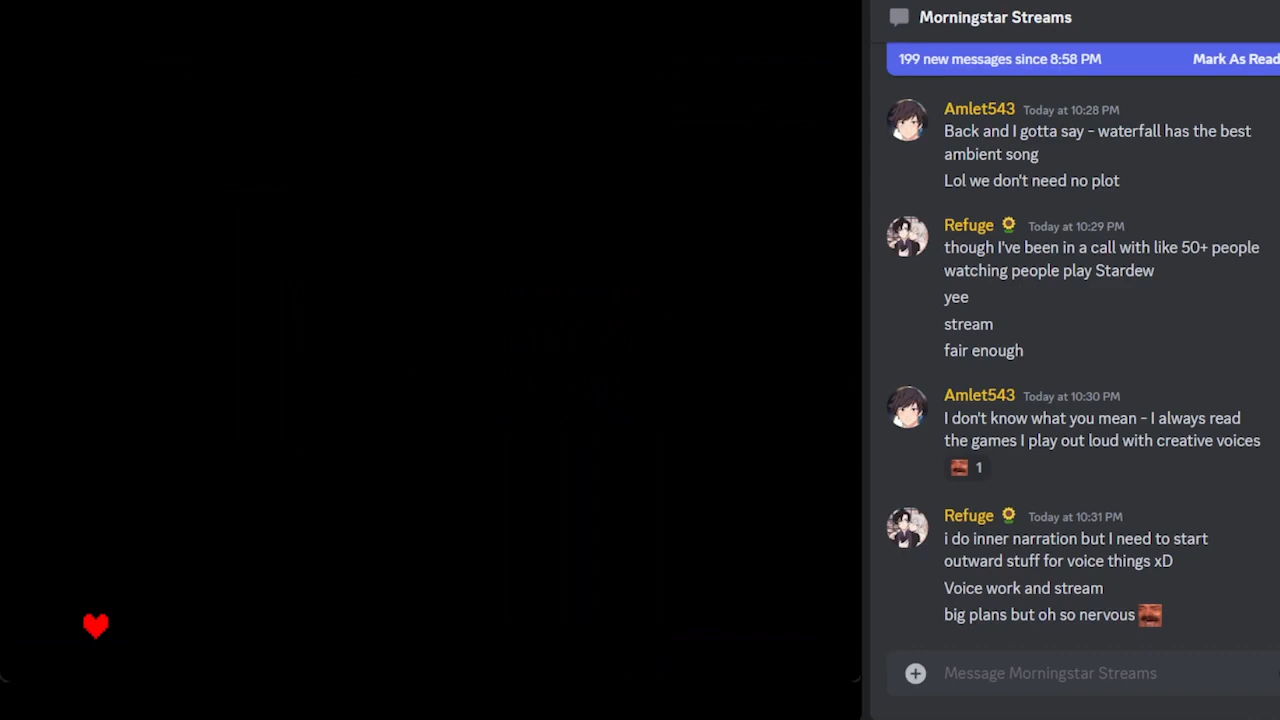 Morningstar Streams
199 new messages since 8:58 PM Mark As Read
Amlet543 Today at 10:28 PM
Back and I gotta say - waterfall has the best
ambient song
Lol we don't need no plot
Refuge Today at 10:29 PM
though I've been in a call with like 50+ people
watching people play Stardew
yee
stream
fair enough
Amlet543 Today at 10:30 PM
I don't know what you mean - I always read
the games I play out loud with creative voices
1
Refuge Today at 10:31 PM
i do inner narration but I need to start
outward stuff for voice things xD
Voice work and stream
big plans but oh so nervous
Message Morningstar Streams